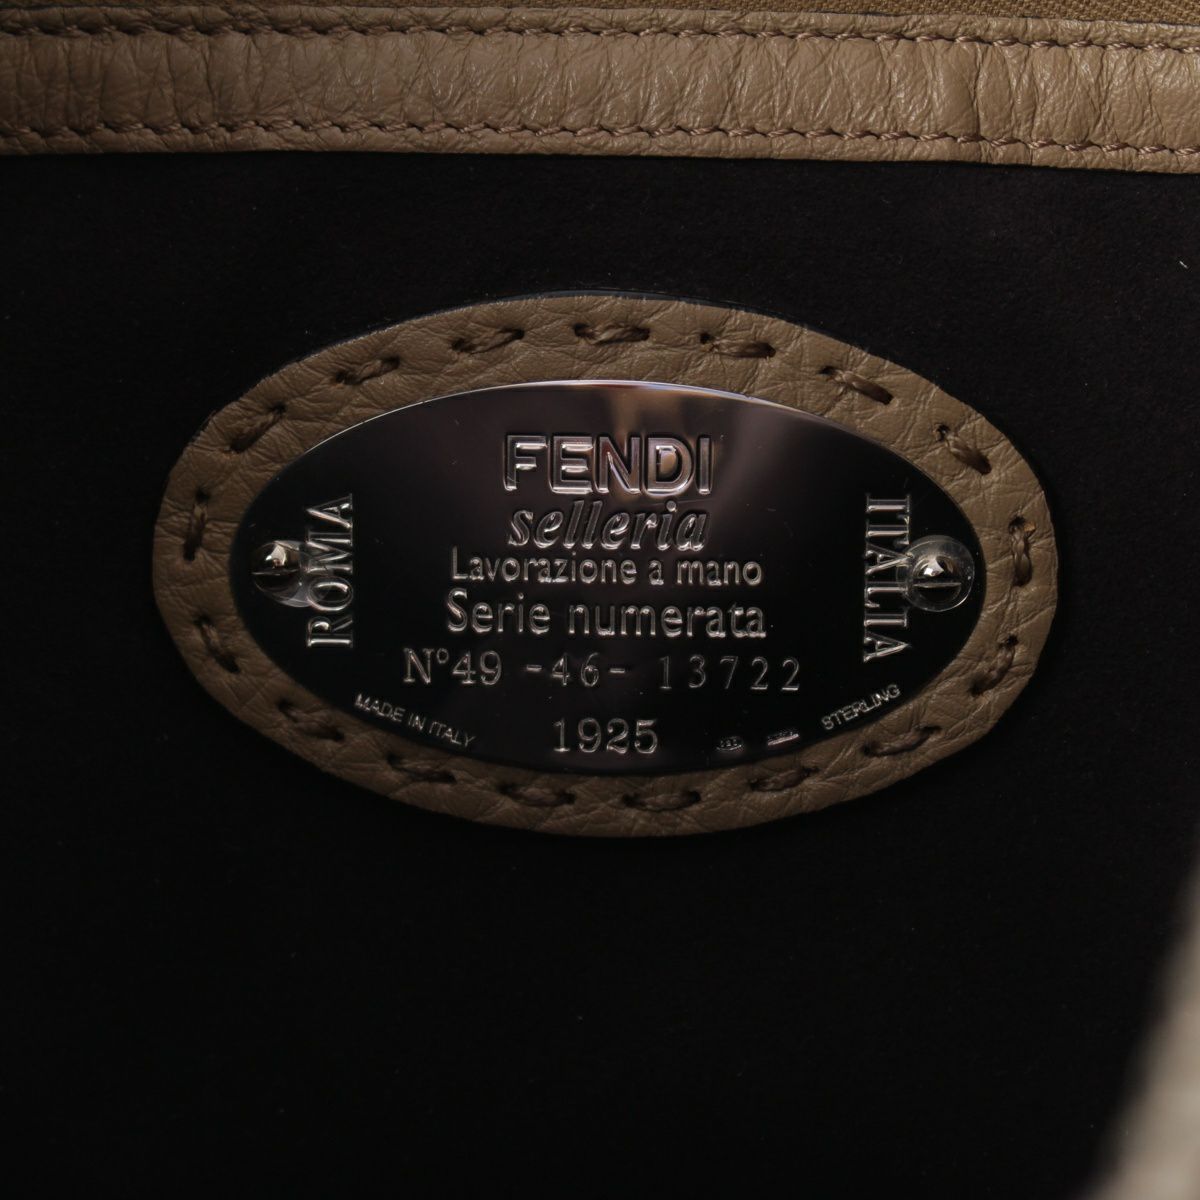 FENDI
selleria
Lavorazione a mano
Serie numerata
N°49 -46- 13722
1925
ROMA
ITALIA
MADE IN ITALY
STERLING